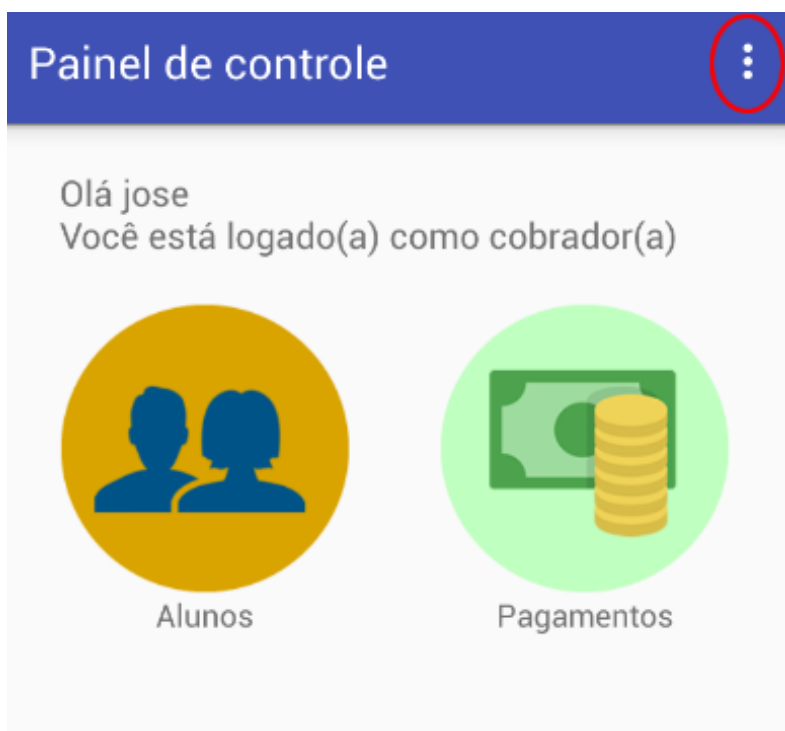 Painel de controle
Olá jose
Você está logado(a) como cobrador(a)
Alunos
Pagamentos